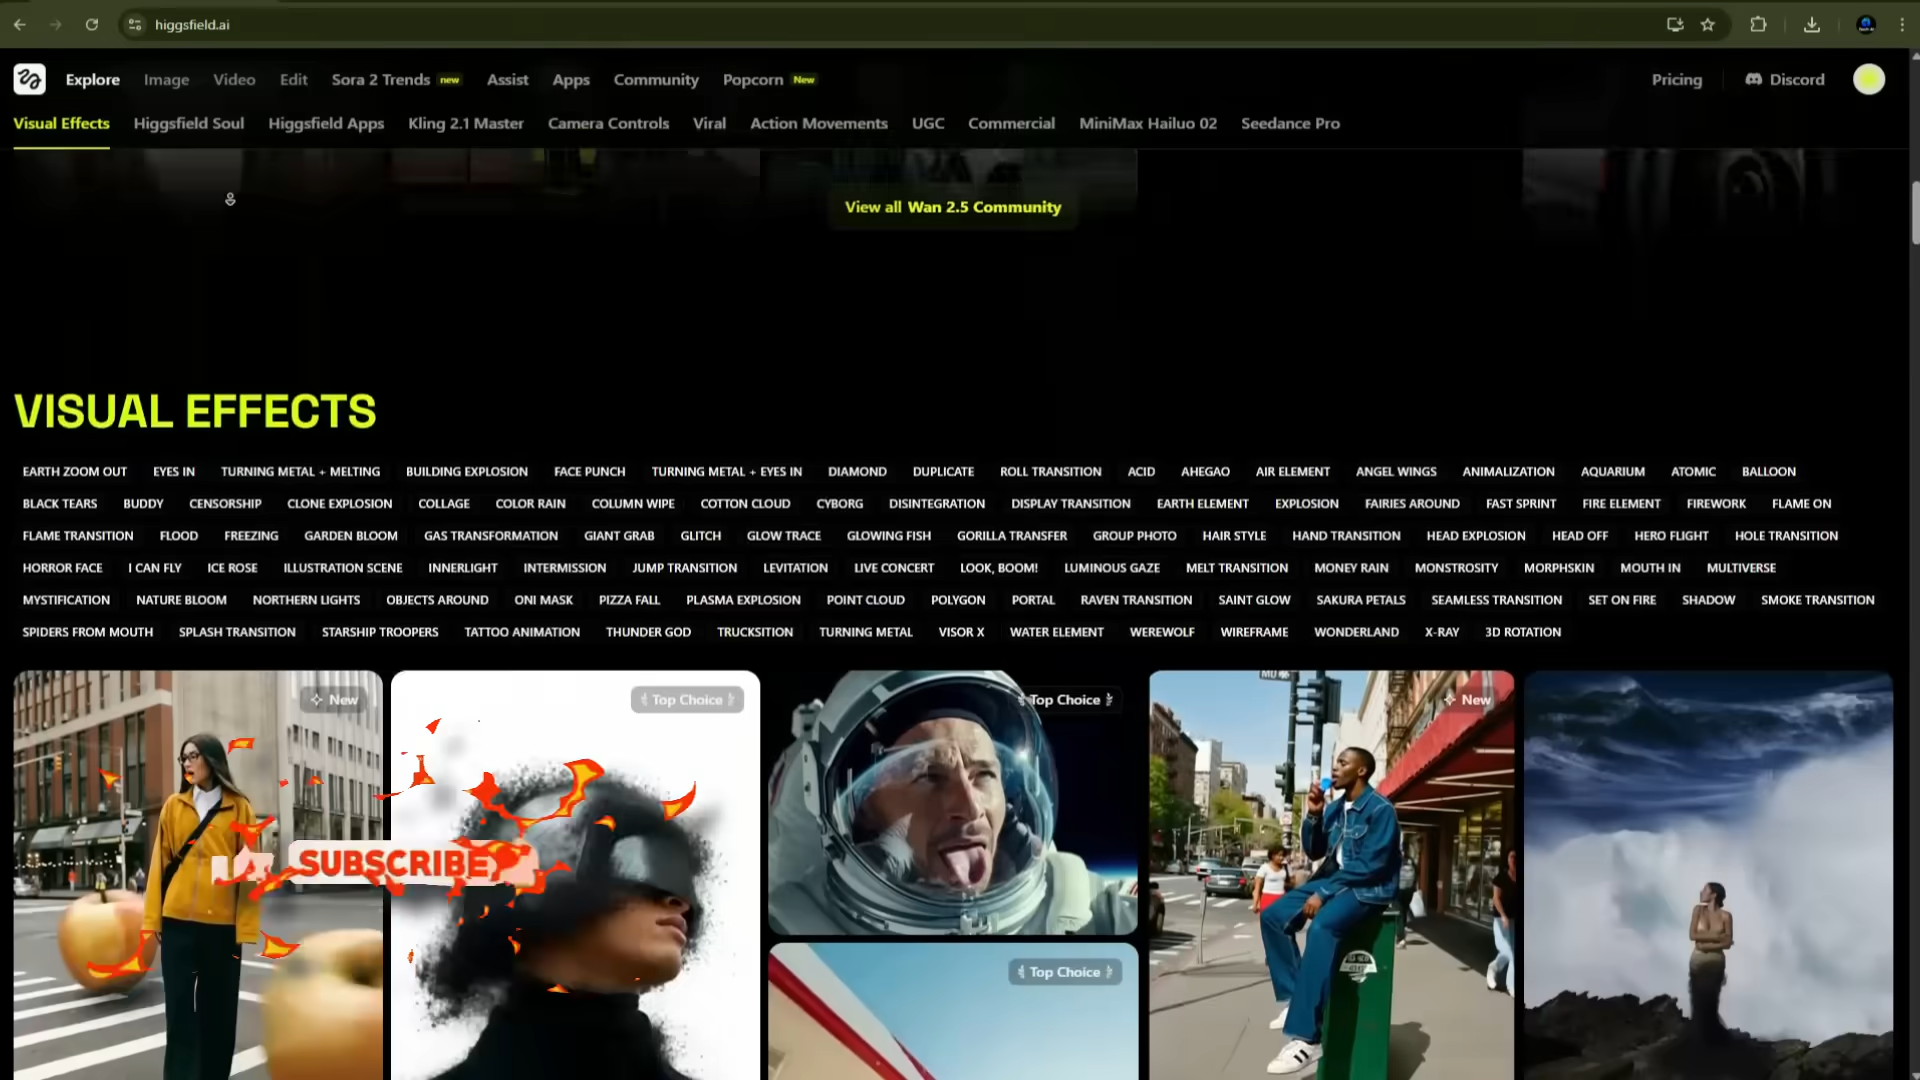 higgsfield.ai
Explore Image Video Edit Sora 2 Trends new Assist Apps Community Popcorn New Pricing Discord
Visual Effects Higgsfield Soul Higgsfield Apps Kling 2.1 Master Camera Controls Viral Action Movements UGC Commercial MiniMax Hailuo 02 Seedance Pro
View all Wan 2.5 Community
VISUAL EFFECTS
EARTH ZOOM OUT EYES IN TURNING METAL + MELTING BUILDING EXPLOSION FACE PUNCH TURNING METAL + EYES IN DIAMOND DUPLICATE ROLL TRANSITION ACID AHEGAO AIR ELEMENT ANGEL WINGS ANIMALIZATION AQUARIUM ATOMIC BALLOON
BLACK TEARS BUDDY CENSORSHIP CLONE EXPLOSION COLLAGE COLOR RAIN COLUMN WIPE COTTON CLOUD CYBORG DISINTEGRATION DISPLAY TRANSITION EARTH ELEMENT EXPLOSION FAIRIES AROUND FAST SPRINT FIRE ELEMENT FIREWORK FLAME ON
FLAME TRANSITION FLOOD FREEZING GARDEN BLOOM GAS TRANSFORMATION GIANT GRAB GLITCH GLOW TRACE GLOWING FISH GORILLA TRANSFER GROUP PHOTO HAIR STYLE HAND TRANSITION HEAD EXPLOSION HEAD OFF HERO FLIGHT HOLE TRANSITION
HORROR FACE I CAN FLY ICE ROSE ILLUSTRATION SCENE INNERLIGHT INTERMISSION JUMP TRANSITION LEVITATION LIVE CONCERT LOOK, BOOM! LUMINOUS GAZE MELT TRANSITION MONEY RAIN MONSTROSITY MORPHSKIN MOUTH IN MULTIVERSE
MYSTIFICATION NATURE BLOOM NORTHERN LIGHTS OBJECTS AROUND ONI MASK PIZZA FALL PLASMA EXPLOSION POINT CLOUD POLYGON PORTAL RAVEN TRANSITION SAINT GLOW SAKURA PETALS SEAMLESS TRANSITION SET ON FIRE SHADOW SMOKE TRANSITION
SPIDERS FROM MOUTH SPLASH TRANSITION STARSHIP TROOPERS TATTOO ANIMATION THUNDER GOD TRUCKSITION TURNING METAL VISOR X WATER ELEMENT WEREWOLF WIREFRAME WONDERLAND X-RAY 3D ROTATION
New
Top Choice
Top Choice
New
SUBSCRIBE
Top Choice